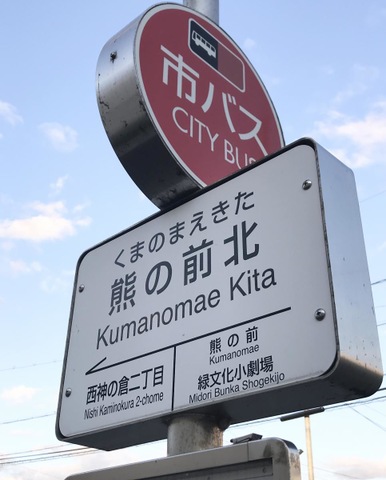 市バス
CITY BUS
くまのまえきた
熊の前北
Kumanomae Kita
西神の倉二丁目
Nishi Kaminokura 2-chome
熊の前
Kumanomae
緑文化小劇場
Midori Bunka Shogekijo